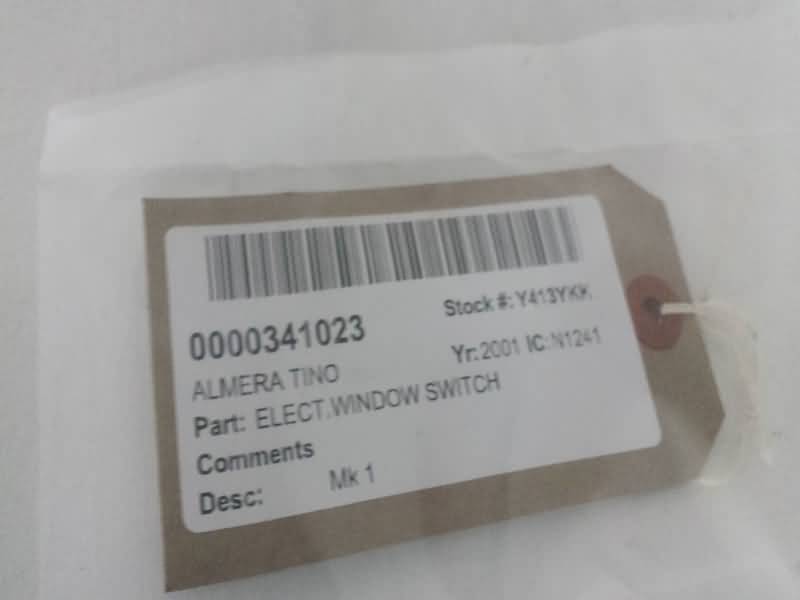 0000341023 Stock #: Y413YKK
ALMERA TINO Yr: 2001 IC: N1241
Part: ELECT.WINDOW SWITCH
Comments
Desc: Mk 1